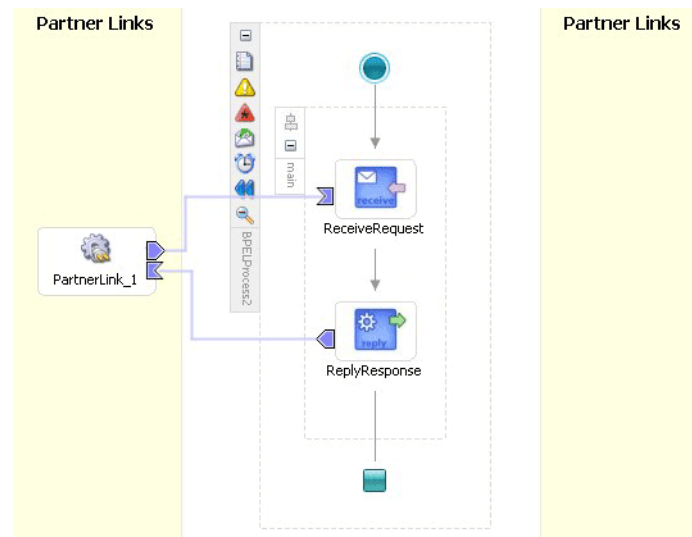 Partner Links
Partner Links
main
receive
ReceiveRequest
BPELProcess2
PartnerLink_1
reply
ReplyResponse